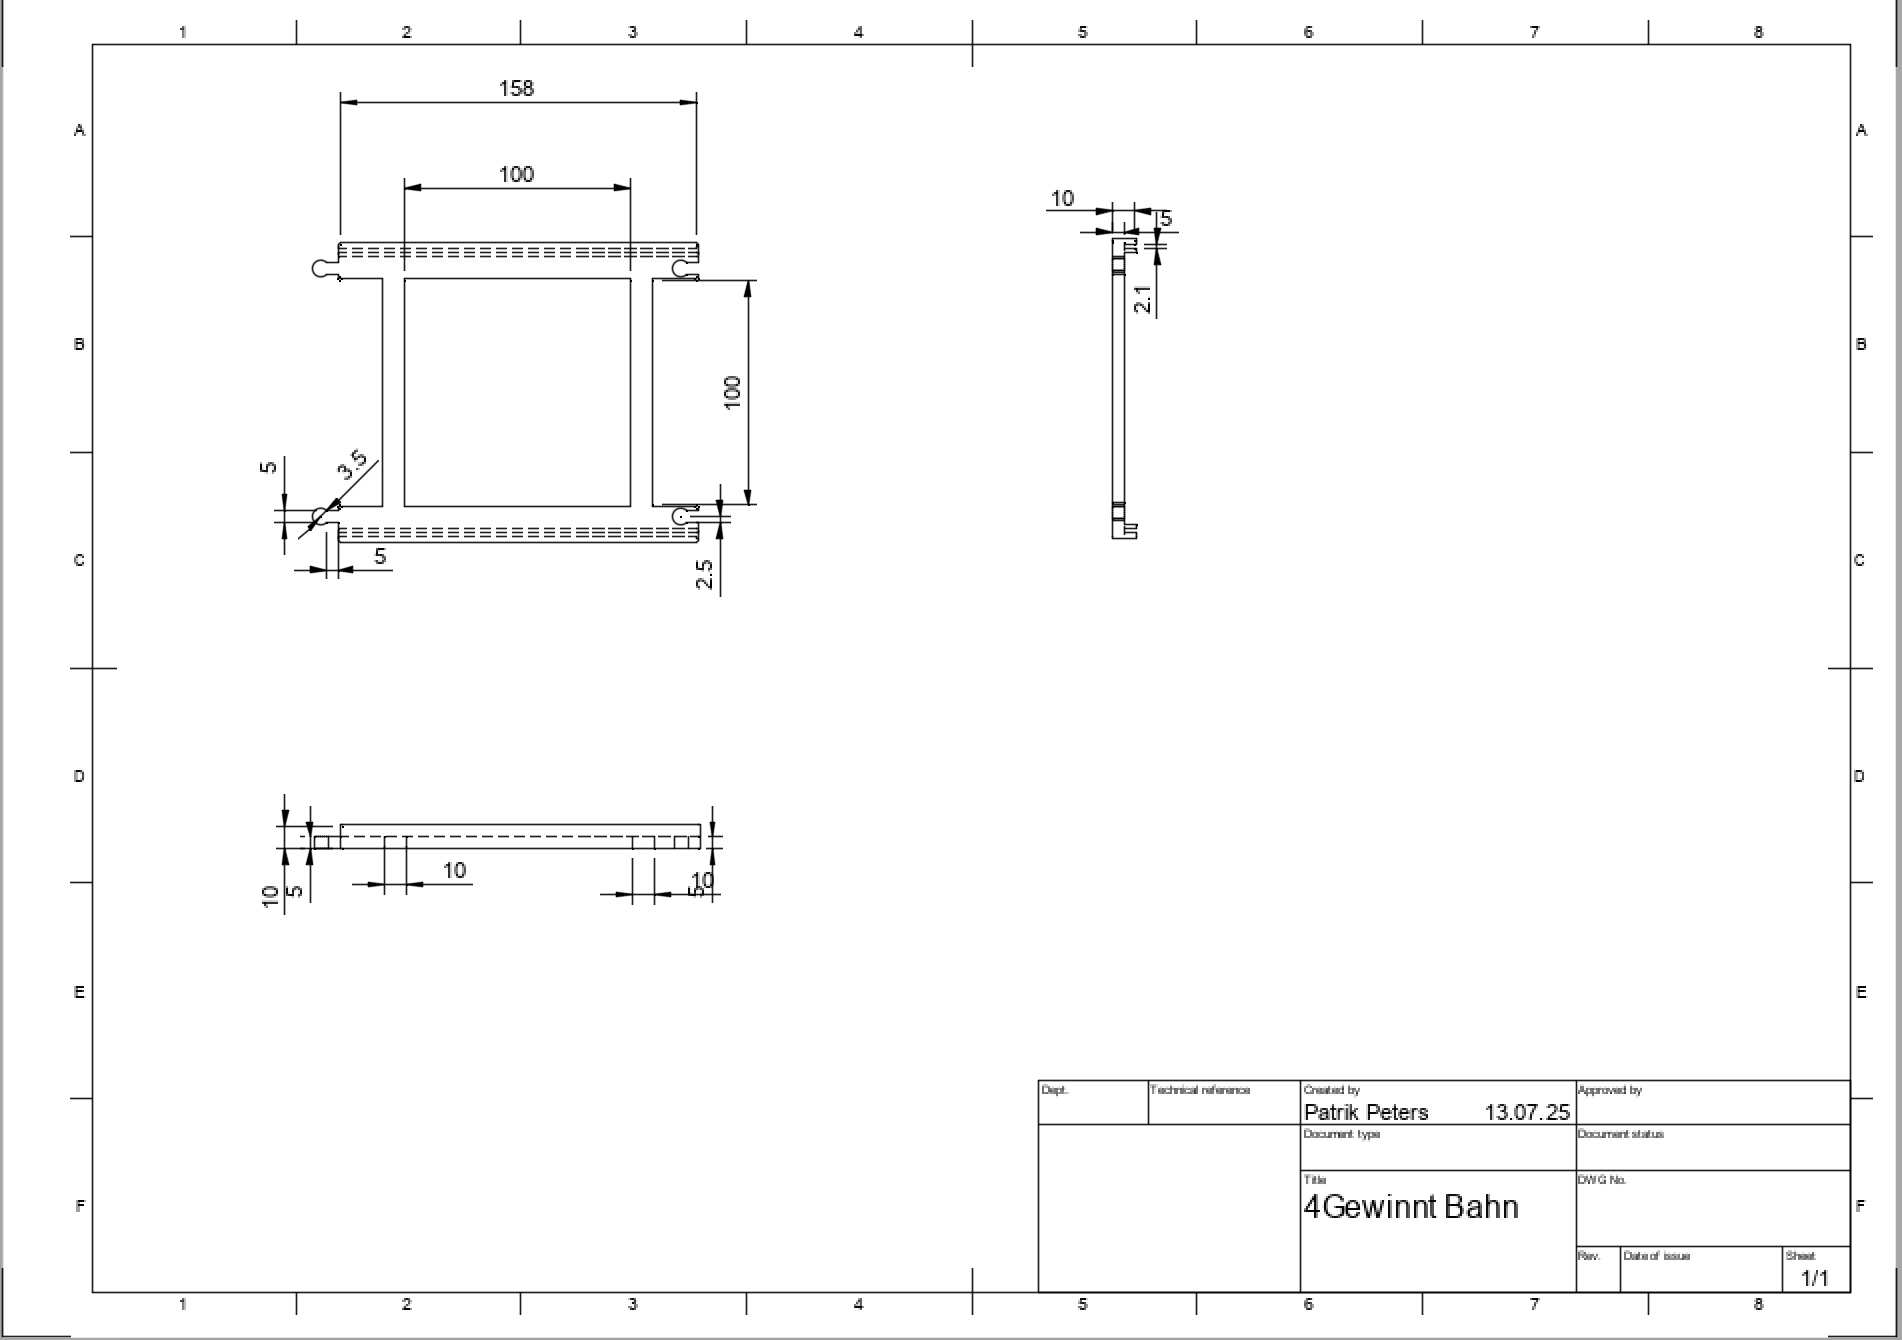 1 2 3 4 5 6 7 8
A A
158
100
10
5
2.1
B B
100
5
3.5
5
2.5
C C
D D
10
5
10
10
5
E E
Dept. Technical reference Created by Approved by
Patrik Peters 13.07.25
Document type Document status
Title DWG No.
4Gewinnt Bahn
F F
Rev. Date of issue Sheet
1/1
1 2 3 4 5 6 7 8